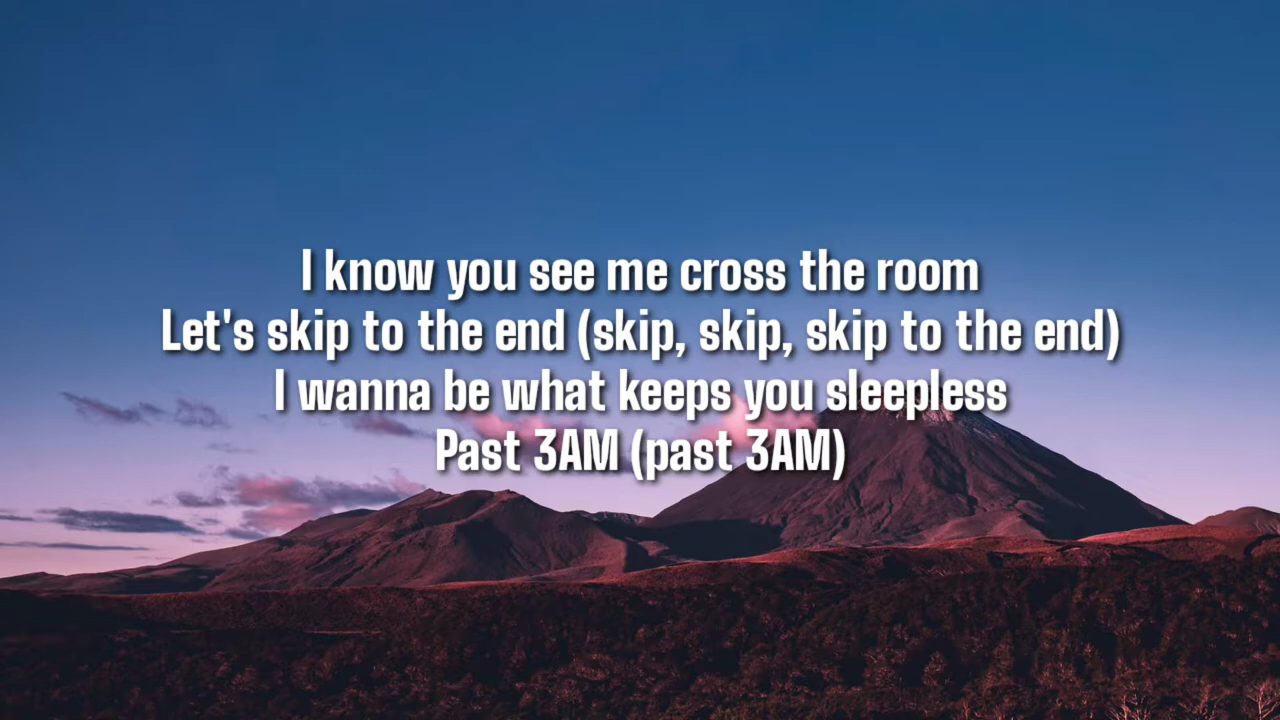 I know you see me cross the room
Let's skip to the end (skip, skip, skip to the end)
I wanna be what keeps you sleepless
Past 3AM (past 3AM)